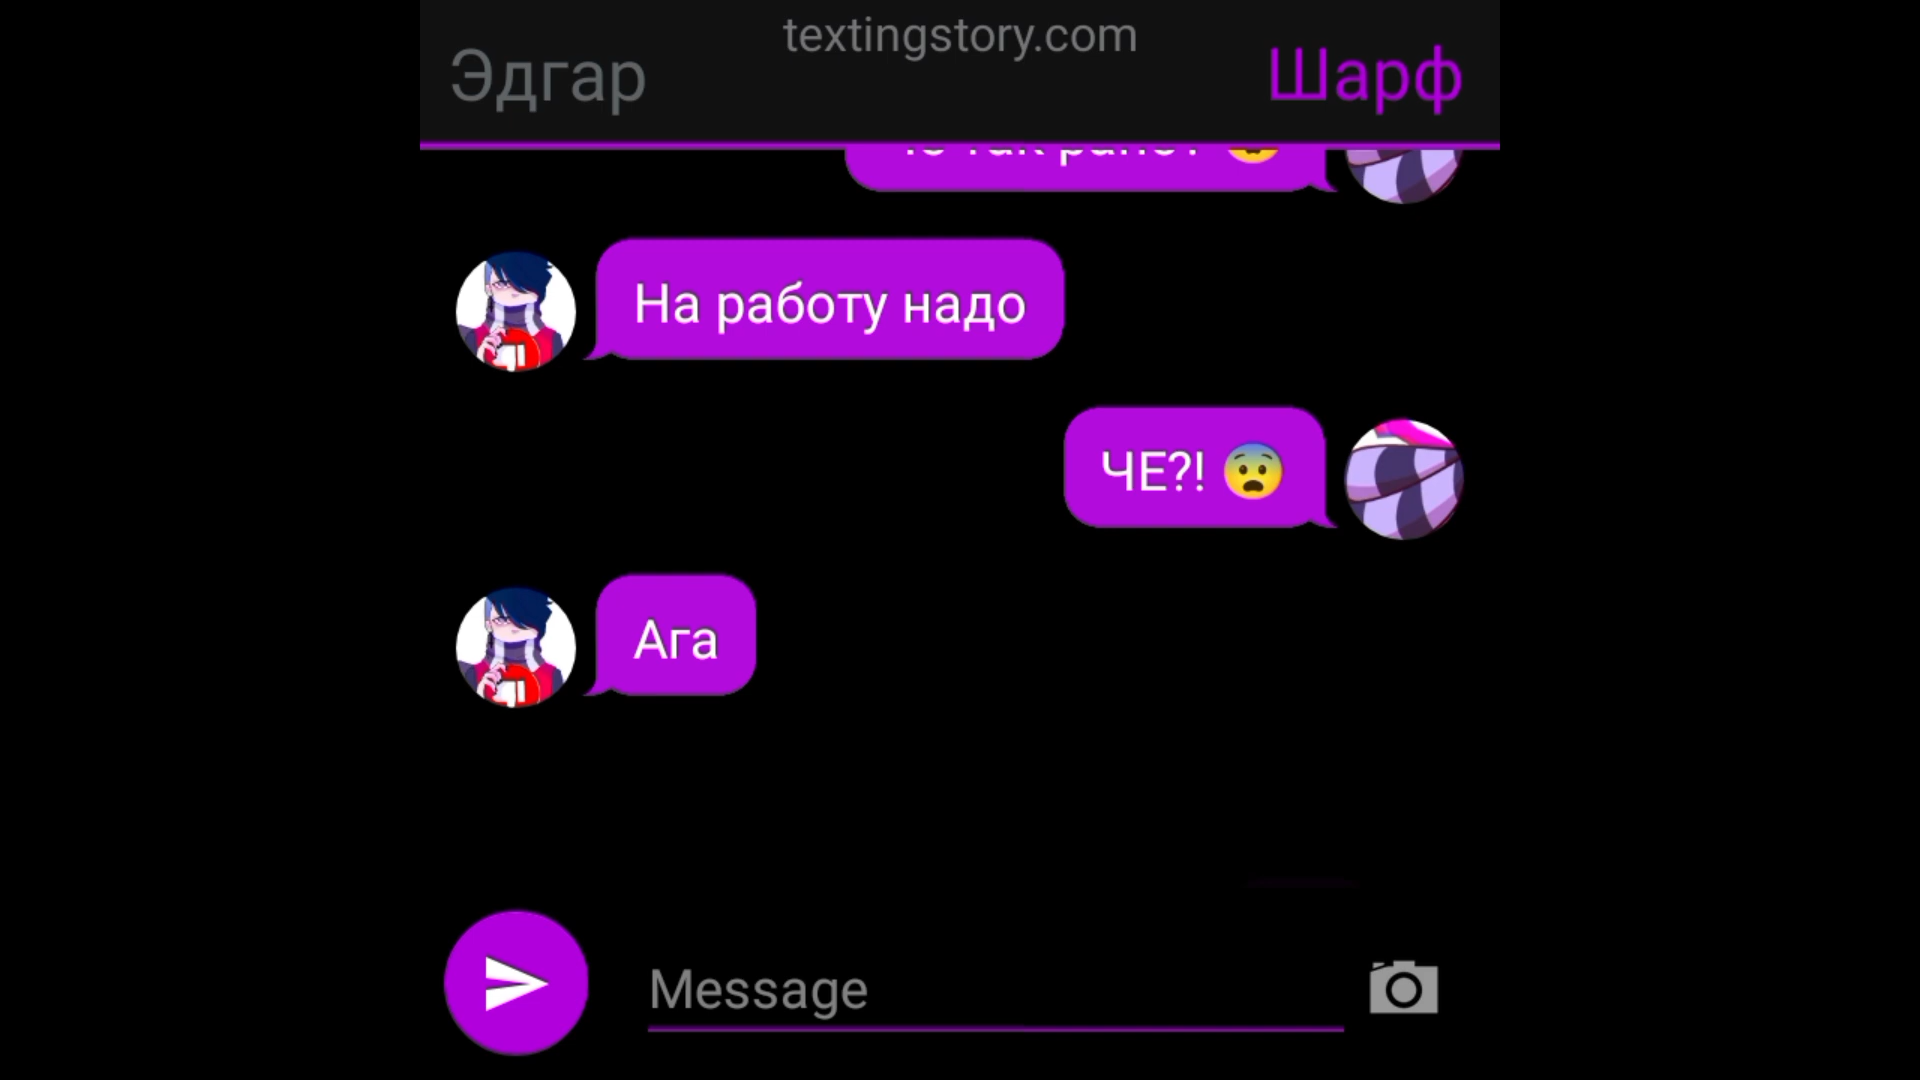 textingstory.com
Эдгар
Шарф
На работу надо
ЧЕ?! 😨
Ага
Message